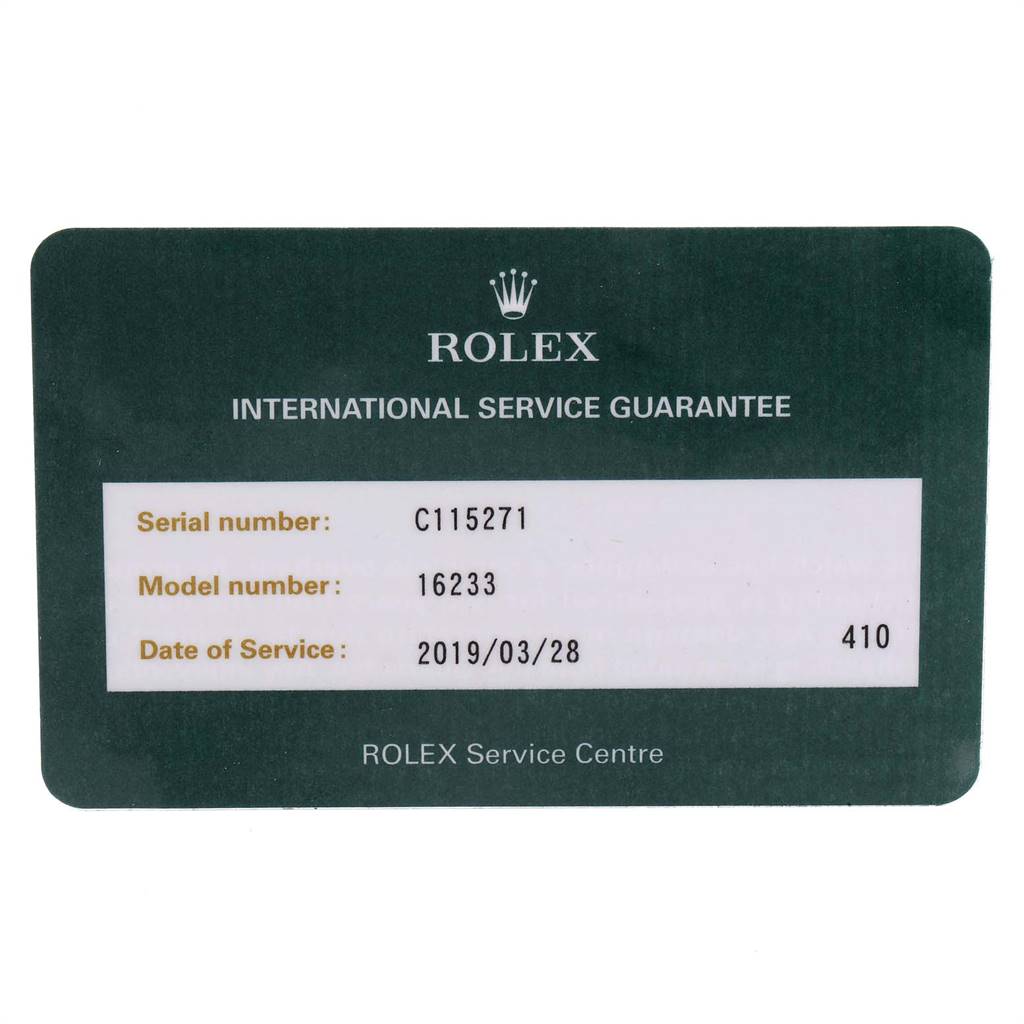 ROLEX
INTERNATIONAL SERVICE GUARANTEE
Serial number: C115271
Model number: 16233
Date of Service: 2019/03/28 410
ROLEX Service Centre